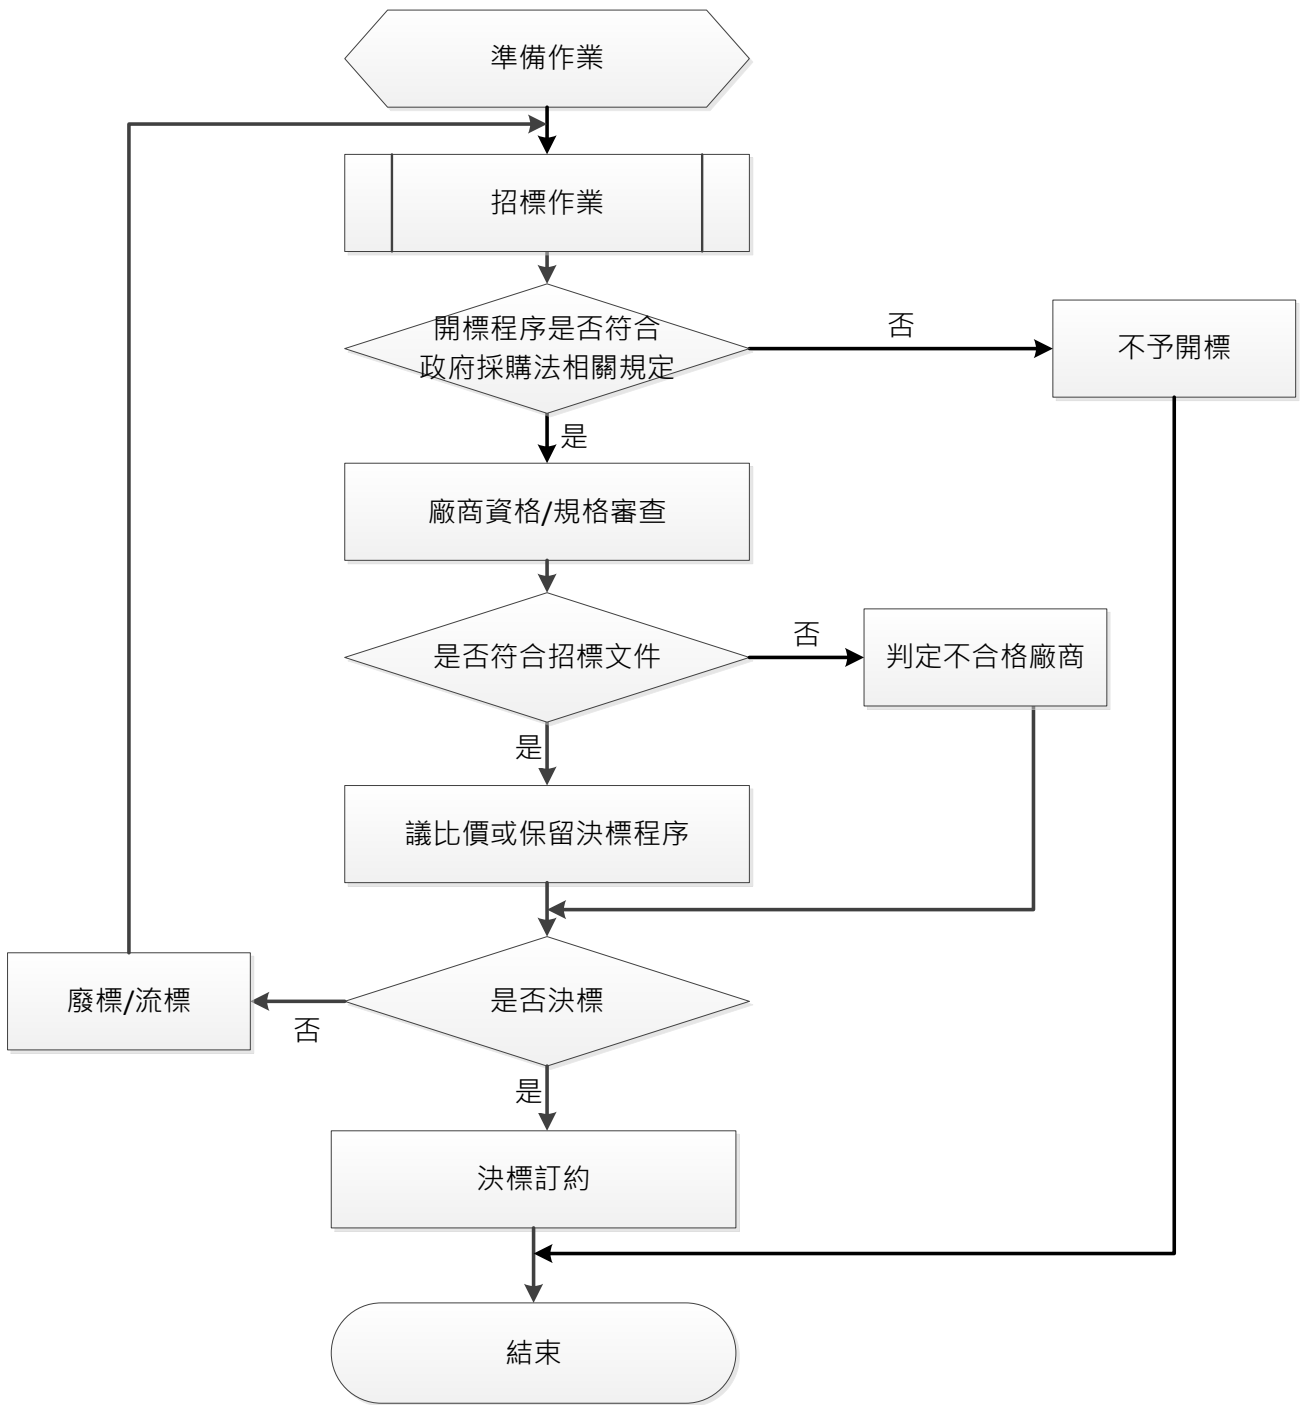 準備作業
招標作業
開標程序是否符合
政府採購法相關規定
否
不予開標
是
廠商資格/規格審查
是否符合招標文件
否
判定不合格廠商
是
議比價或保留決標程序
是否決標
否
廢標/流標
是
決標訂約
結束